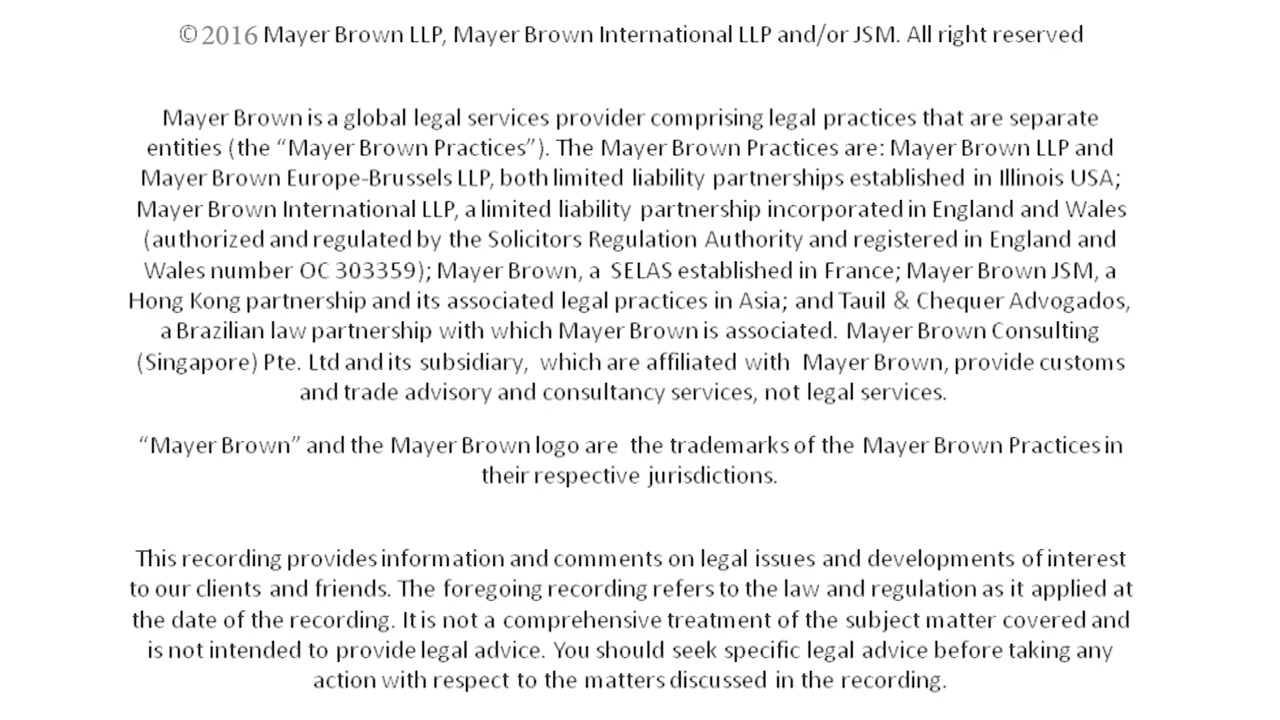 ©2016 Mayer Brown LLP, Mayer Brown International LLP and/or JSM. All right reserved
Mayer Brown is a global legal services provider comprising legal practices that are separate
entities (the “Mayer Brown Practices”). The Mayer Brown Practices are: Mayer Brown LLP and
Mayer Brown Europe-Brussels LLP, both limited liability partnerships established in Illinois USA;
Mayer Brown International LLP, a limited liability partnership incorporated in England and Wales
(authorized and regulated by the Solicitors Regulation Authority and registered in England and
Wales number OC 303359); Mayer Brown, a SELAS established in France; Mayer Brown JSM, a
Hong Kong partnership and its associated legal practices in Asia; and Tauil & Chequer Advogados,
a Brazilian law partnership with which Mayer Brown is associated. Mayer Brown Consulting
(Singapore) Pte. Ltd and its subsidiary, which are affiliated with Mayer Brown, provide customs
and trade advisory and consultancy services, not legal services.
“Mayer Brown” and the Mayer Brown logo are the trademarks of the Mayer Brown Practices in
their respective jurisdictions.
This recording provides information and comments on legal issues and developments of interest
to our clients and friends. The foregoing recording refers to the law and regulation as it applied at
the date of the recording. It is not a comprehensive treatment of the subject matter covered and
is not intended to provide legal advice. You should seek specific legal advice before taking any
action with respect to the matters discussed in the recording.